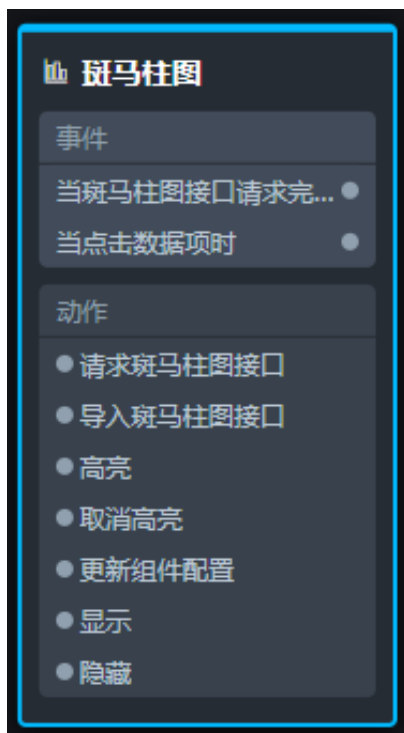 斑马柱图
事件
当斑马柱图接口请求完...
当点击数据项时
动作
请求斑马柱图接口
导入斑马柱图接口
高亮
取消高亮
更新组件配置
显示
隐藏